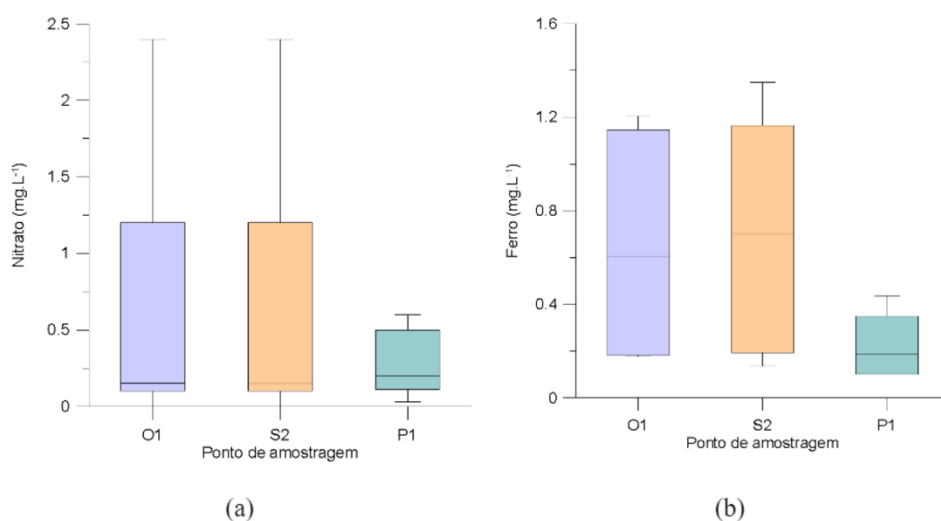 2.5
2
1.5
1
0.5
0
Nitrato (mg.L⁻¹)
O1 S2 P1
Ponto de amostragem
(a)
1.6
1.2
0.8
0.4
0
Ferro (mg.L⁻¹)
O1 S2 P1
Ponto de amostragem
(b)